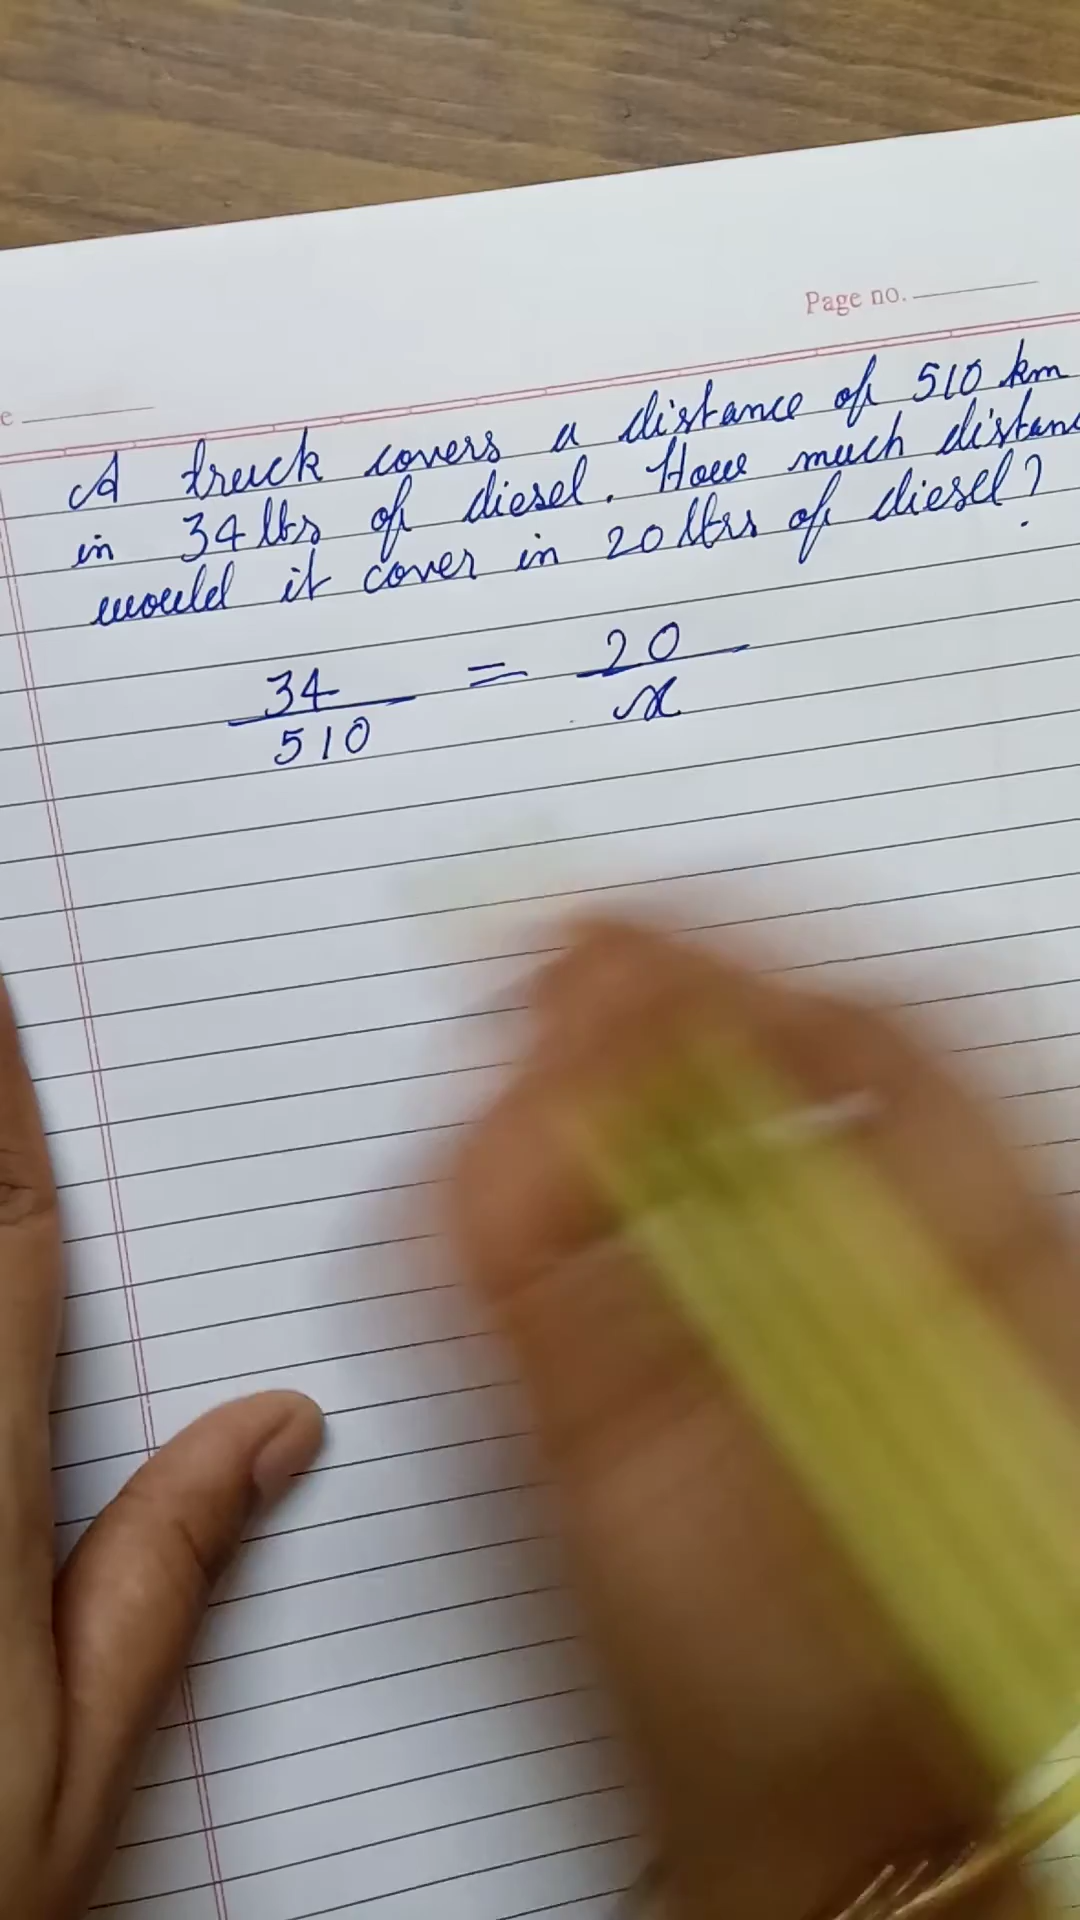 Page no.
e
A truck covers a distance of 510 km
in 34 ltrs of diesel. How much distanc
would it cover in 20 ltrs of diesel?
34/510 = 20/x